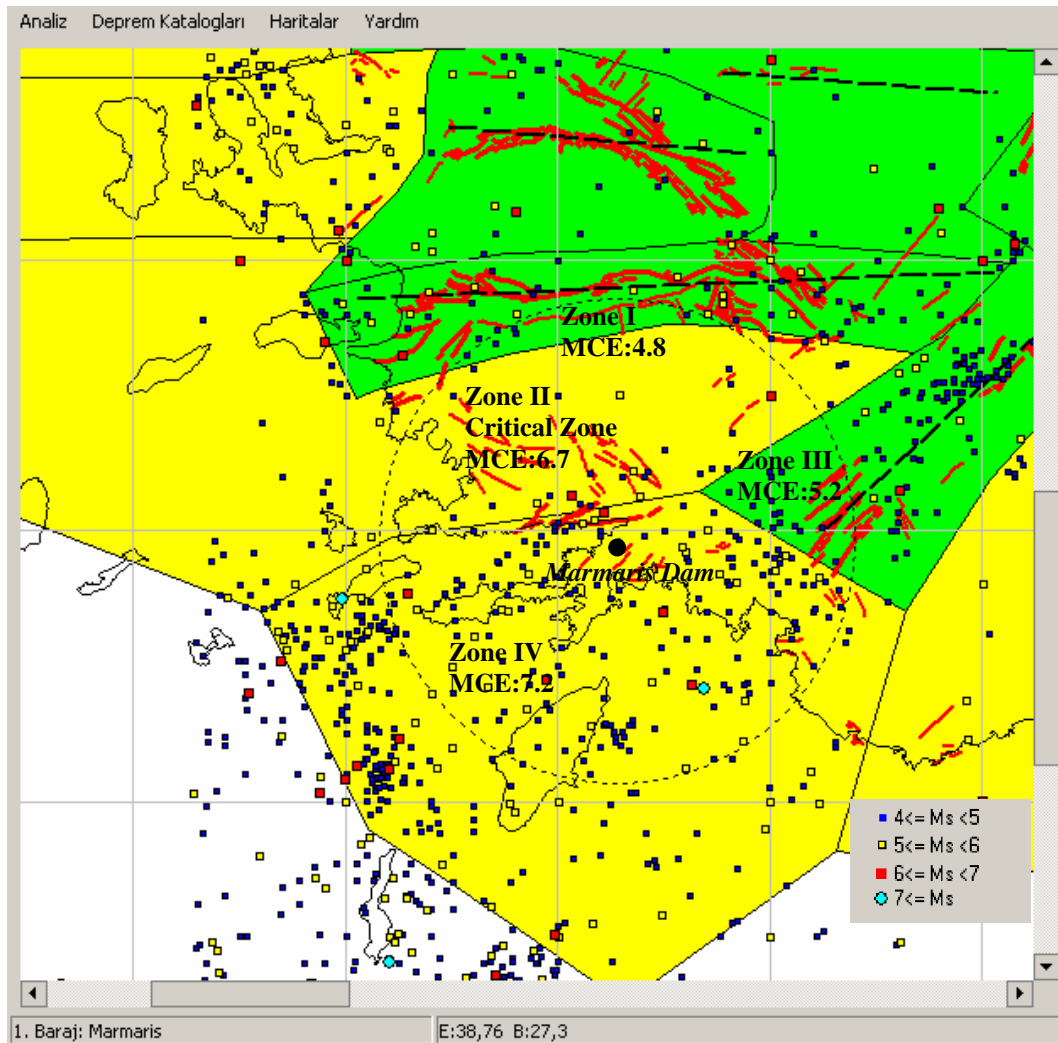 Analiz Deprem Katalogları Haritalar Yardım
Zone I
MCE:4.8
Zone II
Critical Zone
MCE:6.7
Zone III
MCE:5.2
Marmaris Dam
Zone IV
MCE:7.2
4<= Ms <5
5<= Ms <6
6<= Ms <7
7<= Ms
1. Baraj: Marmaris E:38,76 B:27,3